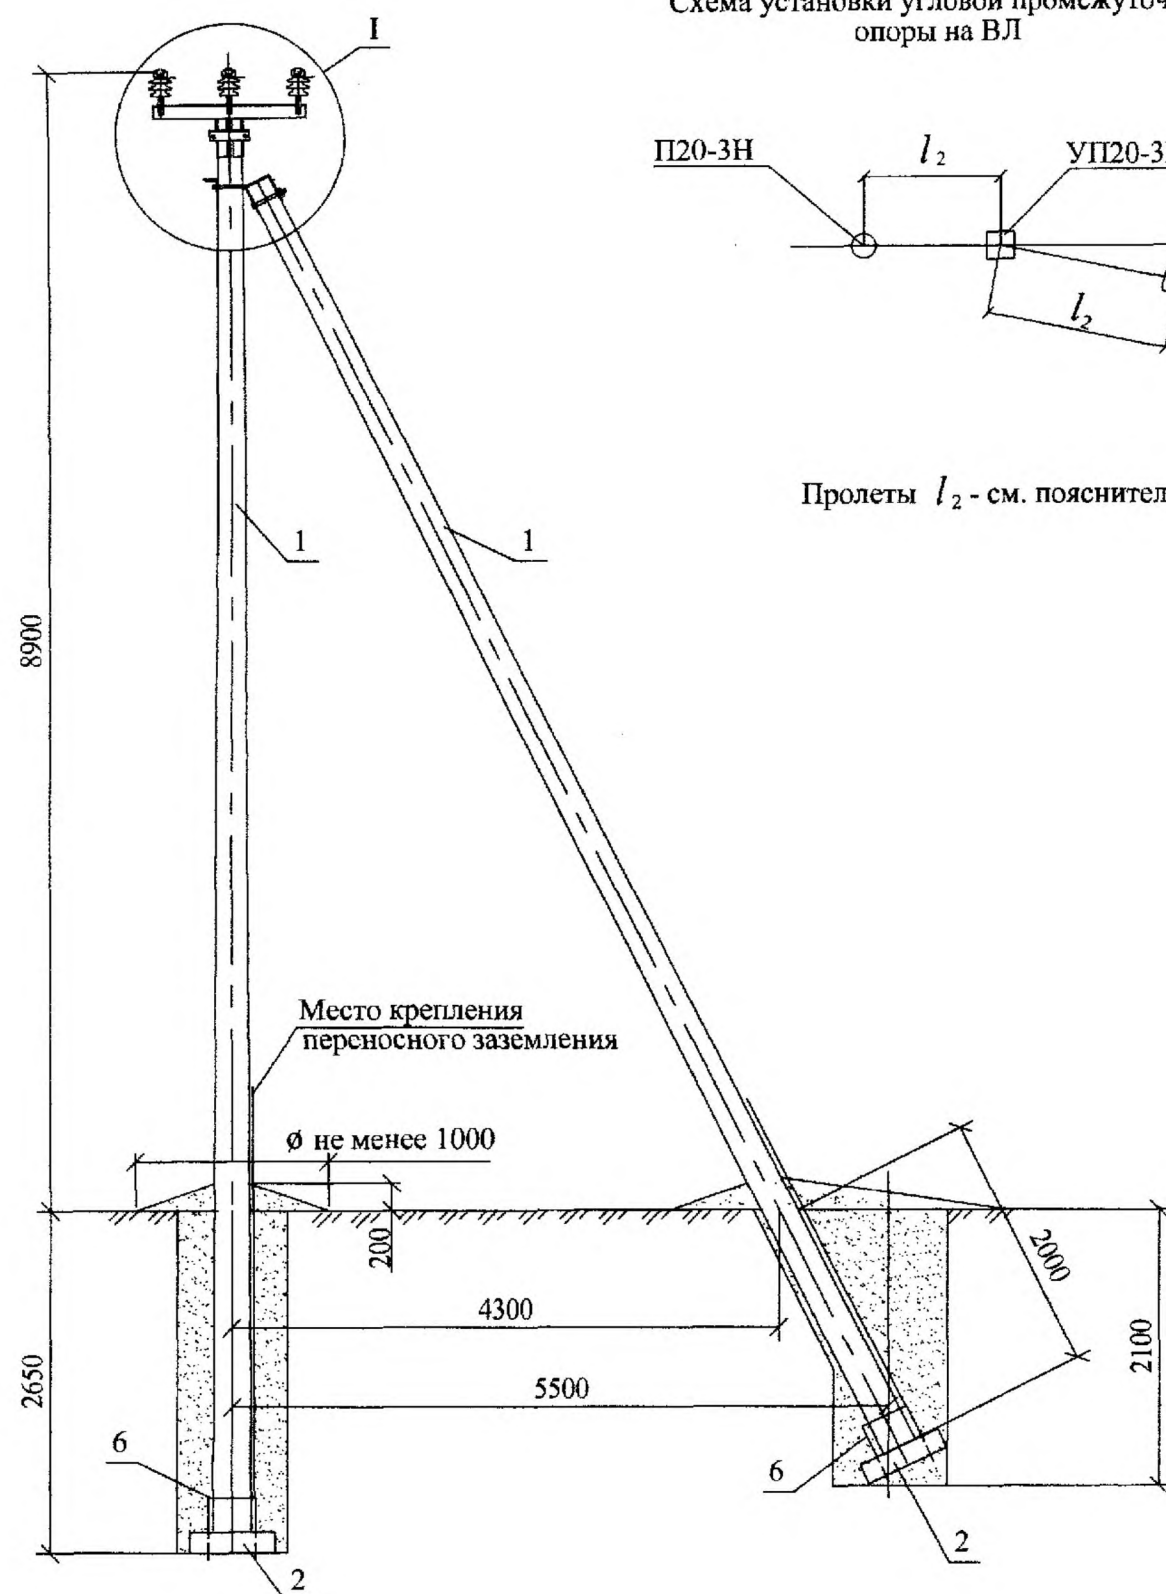 Схема установки угловой промежуточ
опоры на ВЛ
I
П20-3Н
l₂
УП20-3
l₂
Пролеты l₂ - см. пояснител
1
1
8900
Место крепления
переносного заземления
ø не менее 1000
200
2000
4300
2100
2650
5500
6
6
2
2